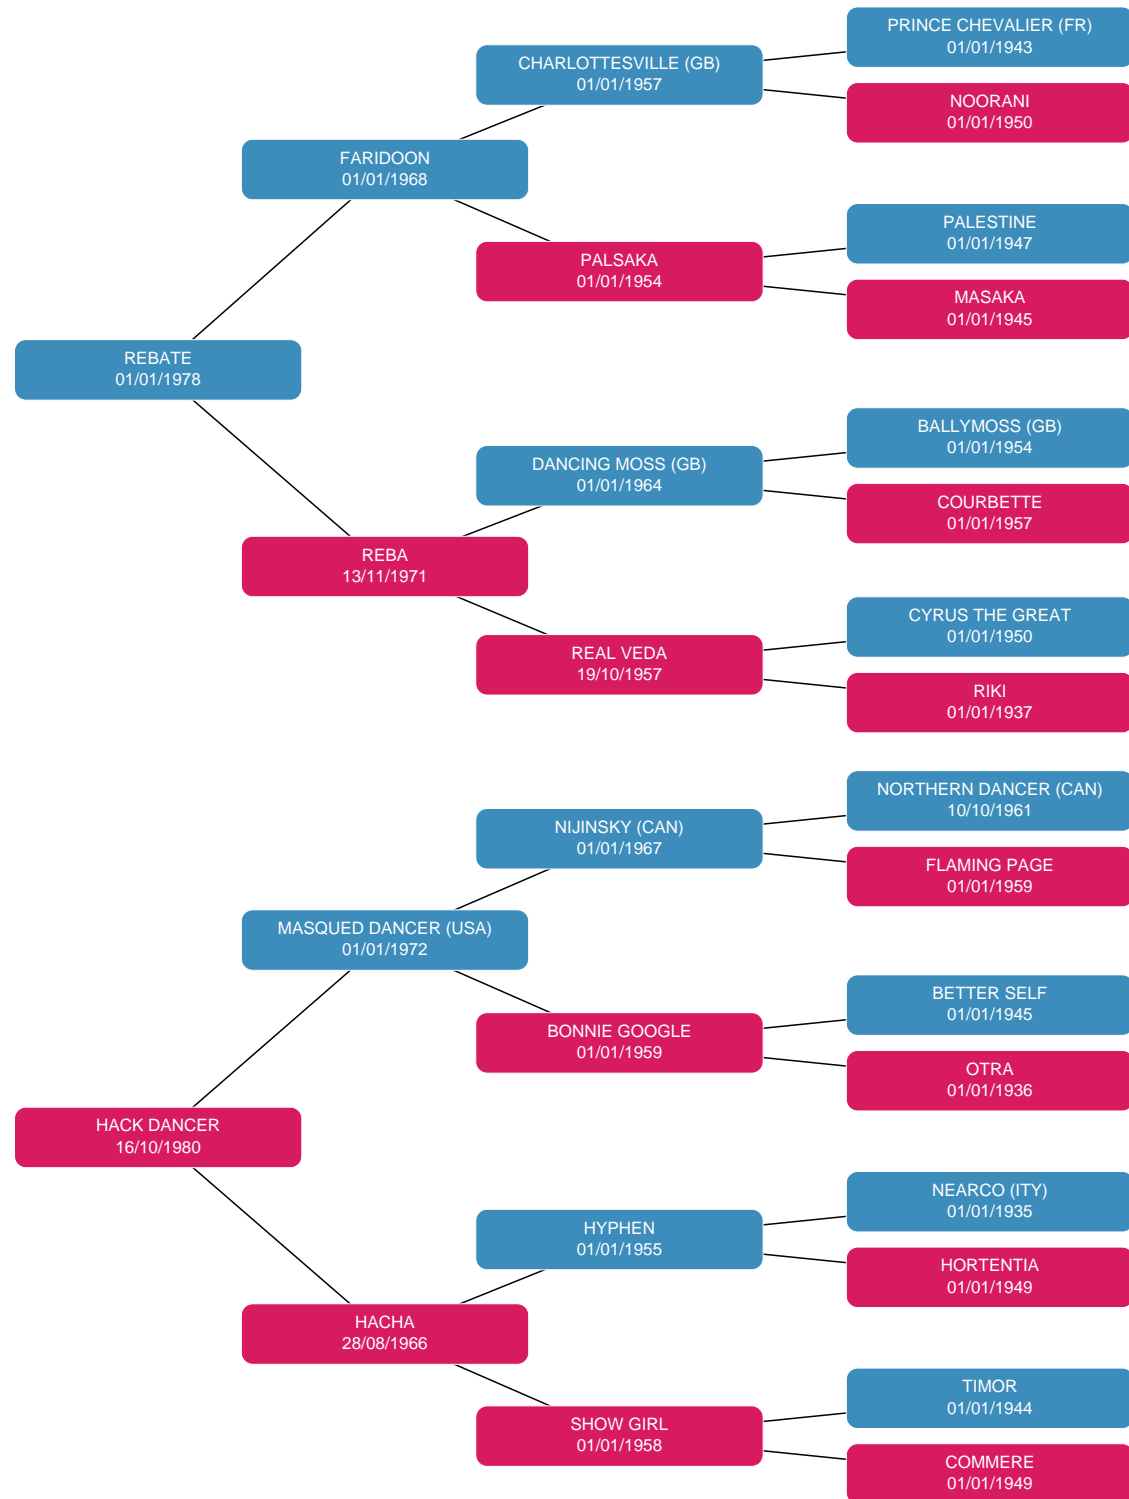 PRINCE CHEVALIER (FR)
01/01/1943
CHARLOTTESVILLE (GB)
01/01/1957
NOORANI
01/01/1950
FARIDOON
01/01/1968
PALESTINE
01/01/1947
PALSAKA
01/01/1954
MASAKA
01/01/1945
REBATE
01/01/1978
BALLYMOSS (GB)
01/01/1954
DANCING MOSS (GB)
01/01/1964
COURBETTE
01/01/1957
REBA
13/11/1971
CYRUS THE GREAT
01/01/1950
REAL VEDA
19/10/1957
RIKI
01/01/1937
NORTHERN DANCER (CAN)
10/10/1961
NIJINSKY (CAN)
01/01/1967
FLAMING PAGE
01/01/1959
MASQUED DANCER (USA)
01/01/1972
BETTER SELF
01/01/1945
BONNIE GOOGLE
01/01/1959
OTRA
01/01/1936
HACK DANCER
16/10/1980
NEARCO (ITY)
01/01/1935
HYPHEN
01/01/1955
HORTENTIA
01/01/1949
HACHA
28/08/1966
TIMOR
01/01/1944
SHOW GIRL
01/01/1958
COMMERE
01/01/1949